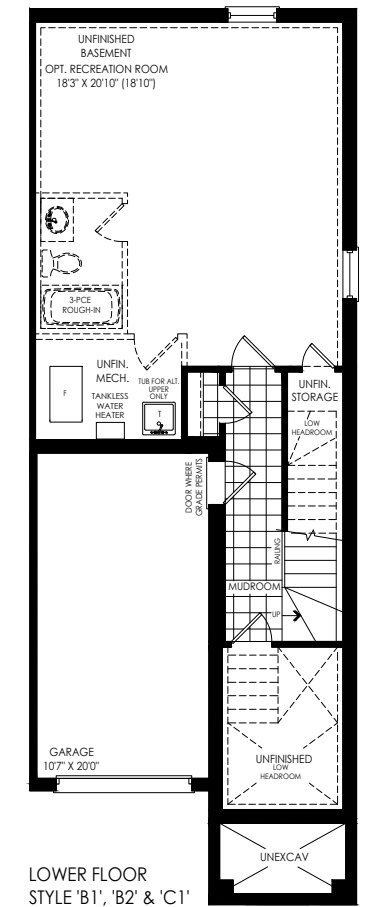 UNFINISHED
BASEMENT
OPT. RECREATION ROOM
18'3" X 20'10" (18'10")
3-PCE
ROUGH-IN
UNFIN.
MECH.
TANKLESS
WATER
HEATER
F
TUB FOR ALT.
UPPER
ONLY
T
UNFIN.
STORAGE
LOW
HEADROOM
DOOR WHERE
GRADE PERMITS
RAILING
MUDROOM
UP
GARAGE
10'7" X 20'0"
UNFINISHED
LOW
HEADROOM
UNEXCAV
LOWER FLOOR
STYLE 'B1', 'B2' & 'C1'